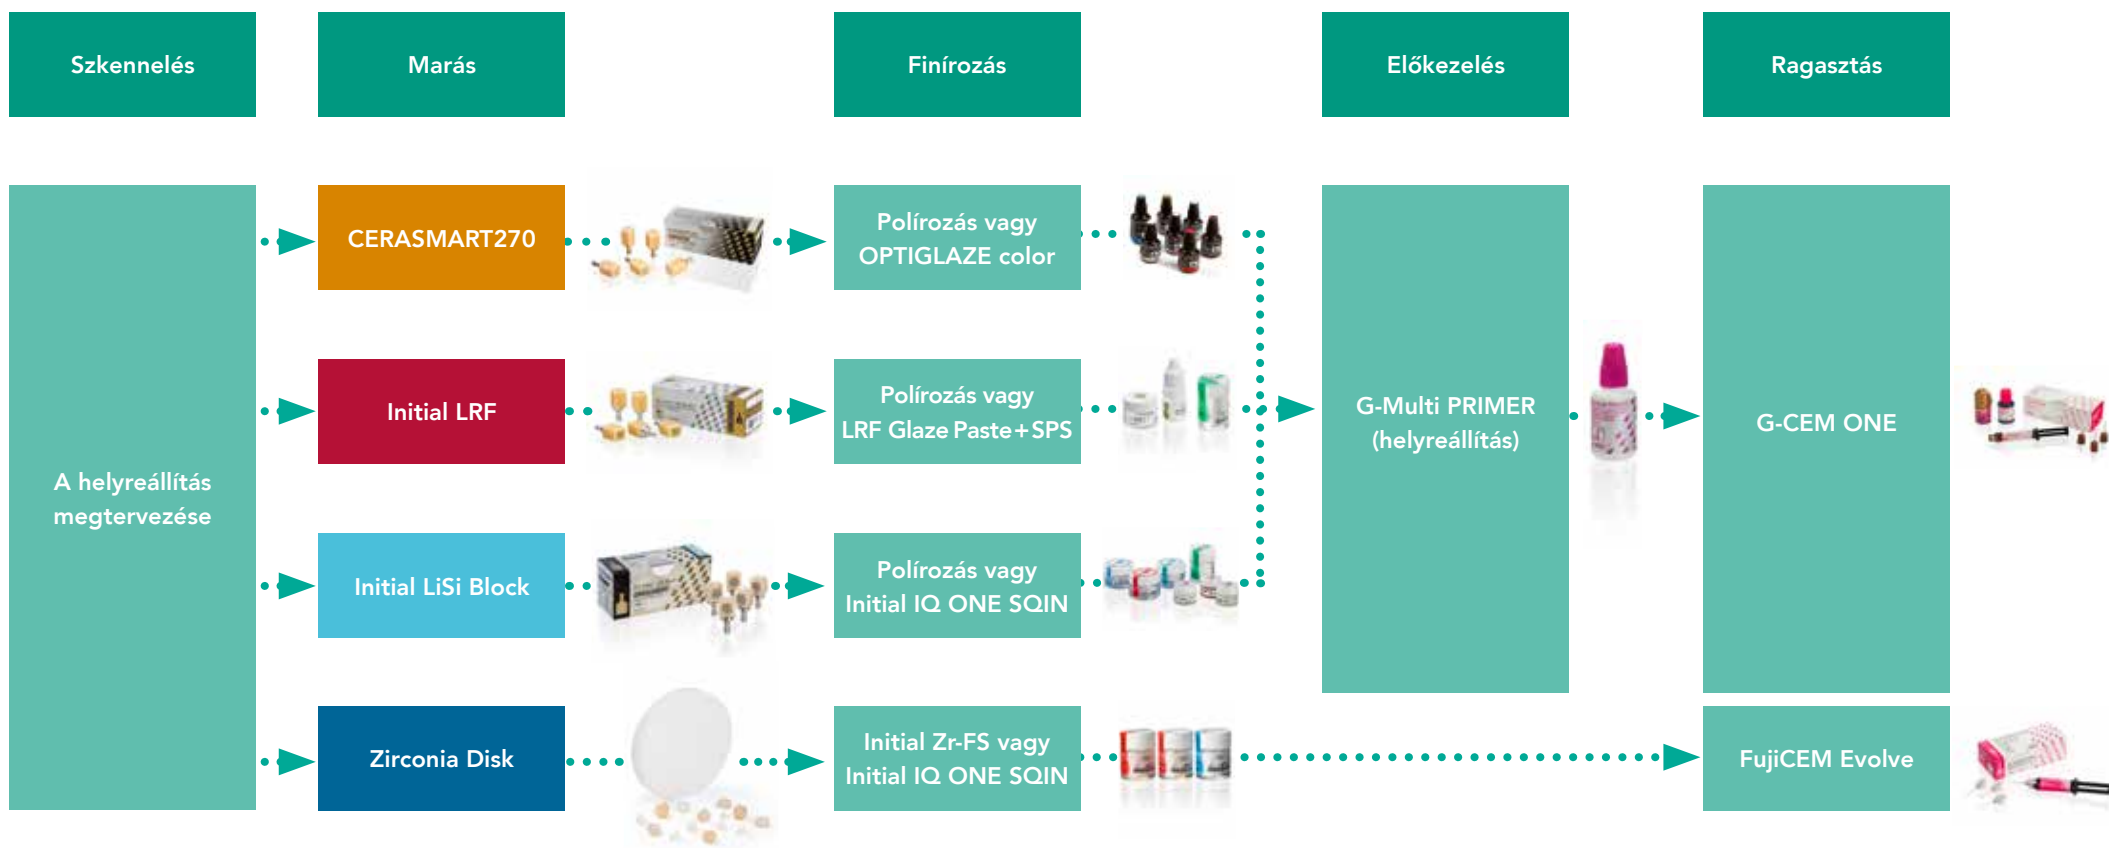 Szkennelés
Marás
Finírozás
Előkezelés
Ragasztás
A helyreállítás
megtervezése
CERASMART270
Polírozás vagy
OPTIGLAZE color
Initial LRF
Polírozás vagy
LRF Glaze Paste+SPS
Initial LiSi Block
Polírozás vagy
Initial IQ ONE SQIN
Zirconia Disk
Initial Zr-FS vagy
Initial IQ ONE SQIN
G-Multi PRIMER
(helyreállítás)
G-CEM ONE
FujiCEM Evolve